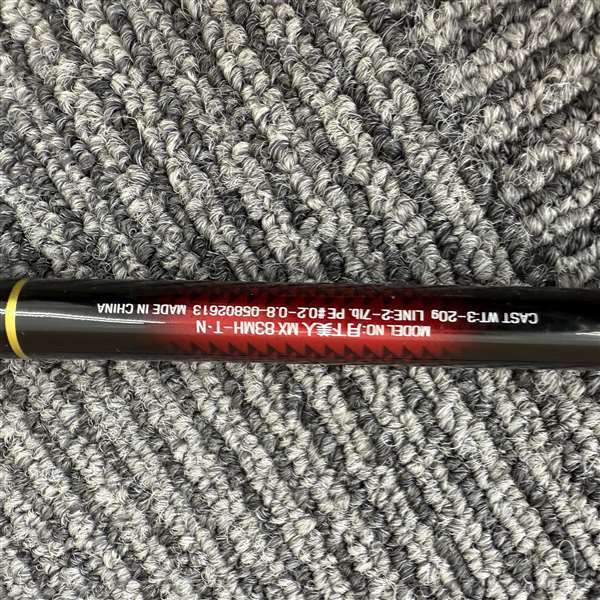 MODEL NO:月下美人 MX 83MH-T・N
CAST WT:3-20g LINE:2-7lb. PE #0.2-0.8-05802613 MADE IN CHINA